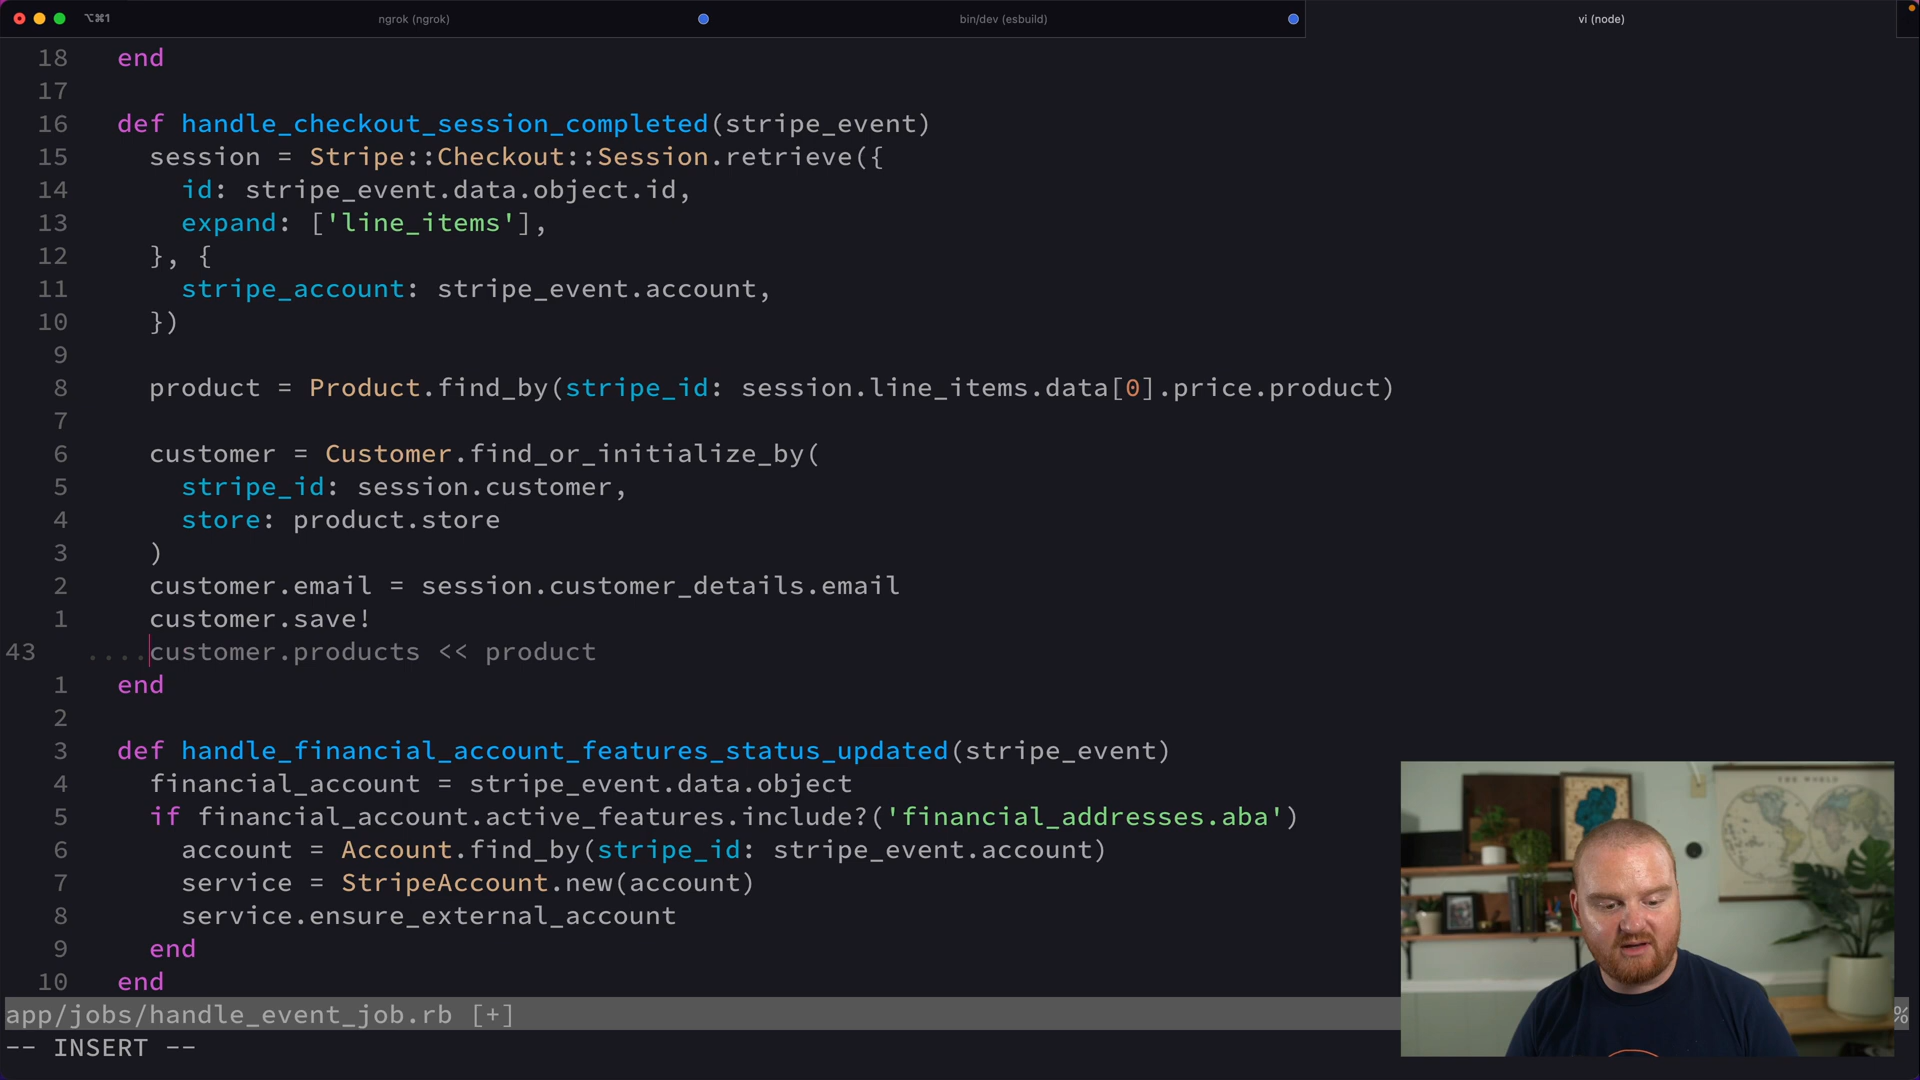 ⌥⌘1 ngrok (ngrok) bin/dev (esbuild) vi (node)
18 end
17
16 def handle_checkout_session_completed(stripe_event)
15 session = Stripe::Checkout::Session.retrieve({
14 id: stripe_event.data.object.id,
13 expand: ['line_items'],
12 }, {
11 stripe_account: stripe_event.account,
10 })
9
8 product = Product.find_by(stripe_id: session.line_items.data[0].price.product)
7
6 customer = Customer.find_or_initialize_by(
5 stripe_id: session.customer,
4 store: product.store
3 )
2 customer.email = session.customer_details.email
1 customer.save!
43 ....customer.products << product
1 end
2
3 def handle_financial_account_features_status_updated(stripe_event)
4 financial_account = stripe_event.data.object
5 if financial_account.active_features.include?('financial_addresses.aba')
6 account = Account.find_by(stripe_id: stripe_event.account)
7 service = StripeAccount.new(account)
8 service.ensure_external_account
9 end
10 end
THE WORLD
app/jobs/handle_event_job.rb [+] %
-- INSERT --